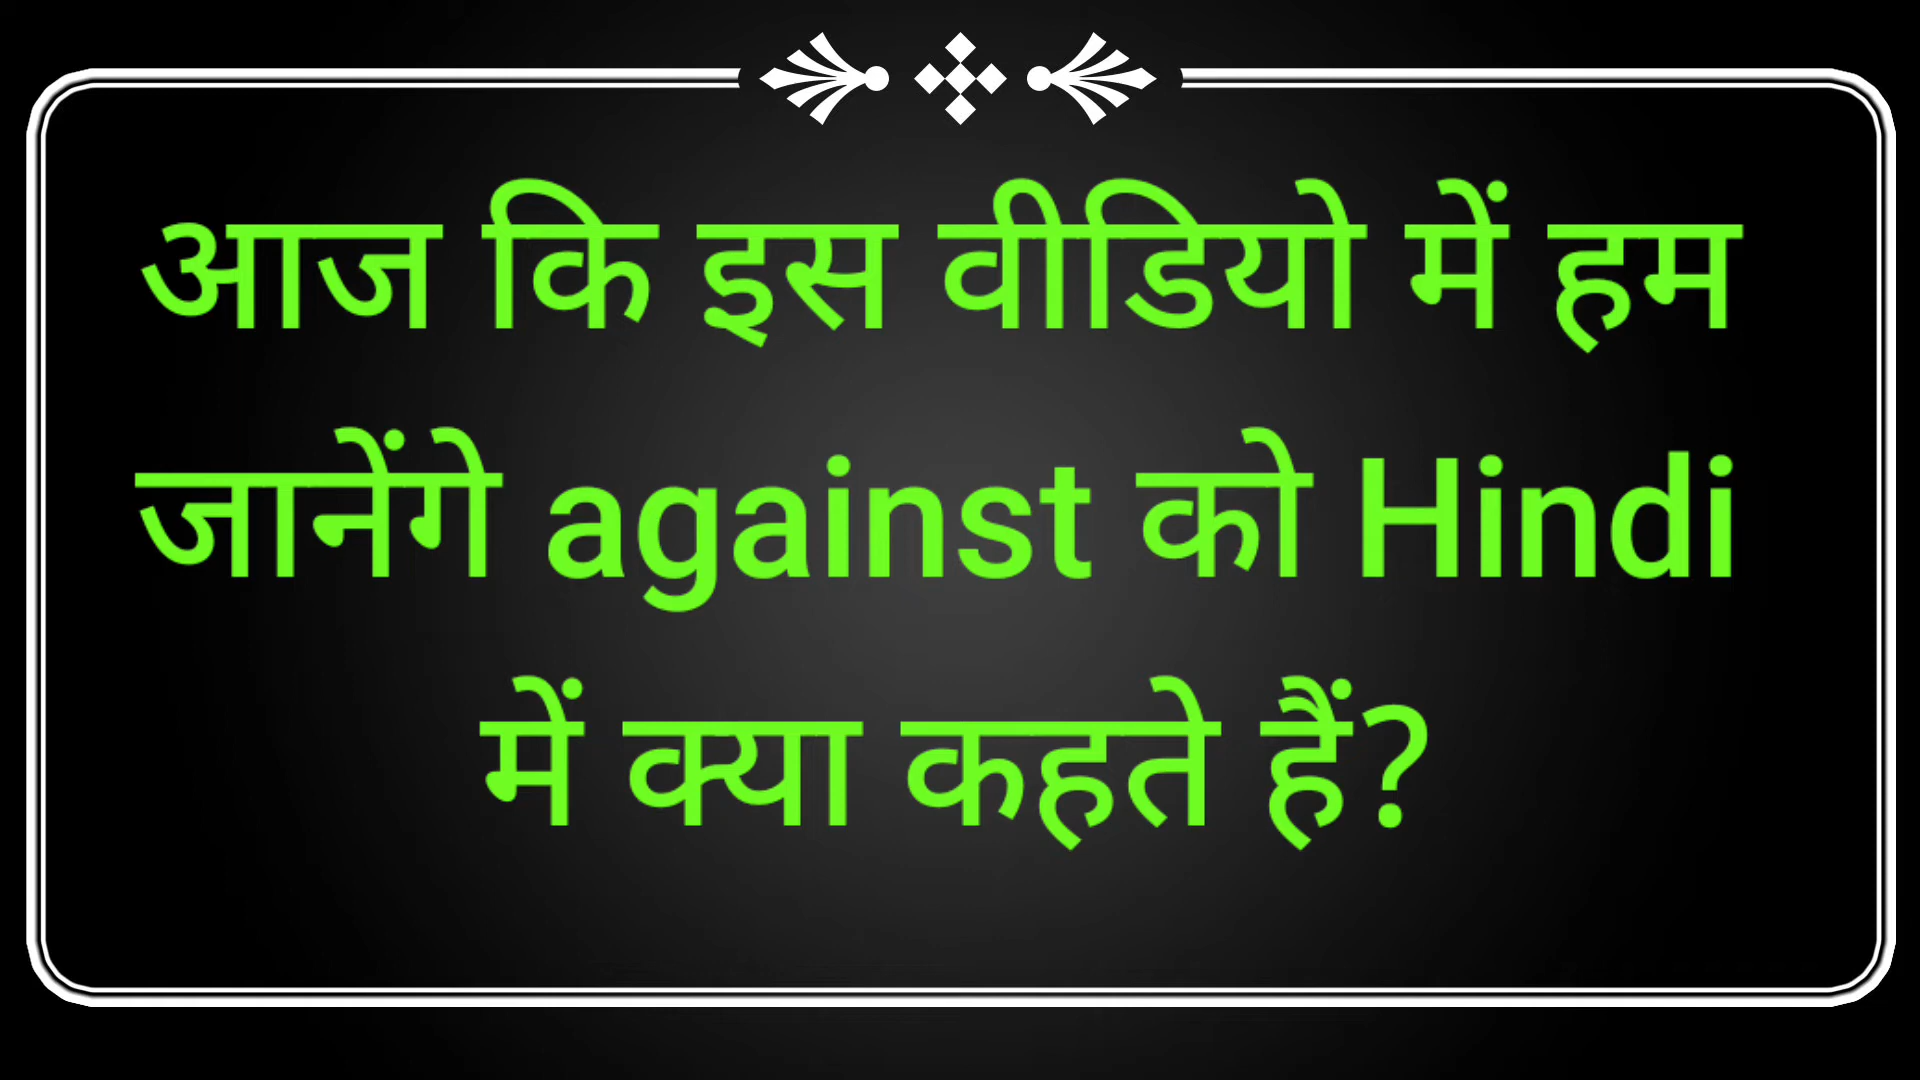 आज कि इस वीडियो में हम
जानेंगे against को Hindi
में क्या कहते हैं?